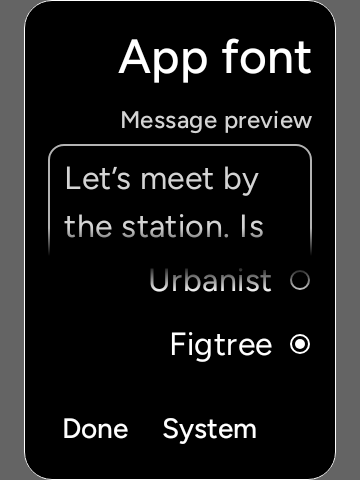 App font
Message preview
Let’s meet by
the station. Is
Urbanist
Figtree
Done System